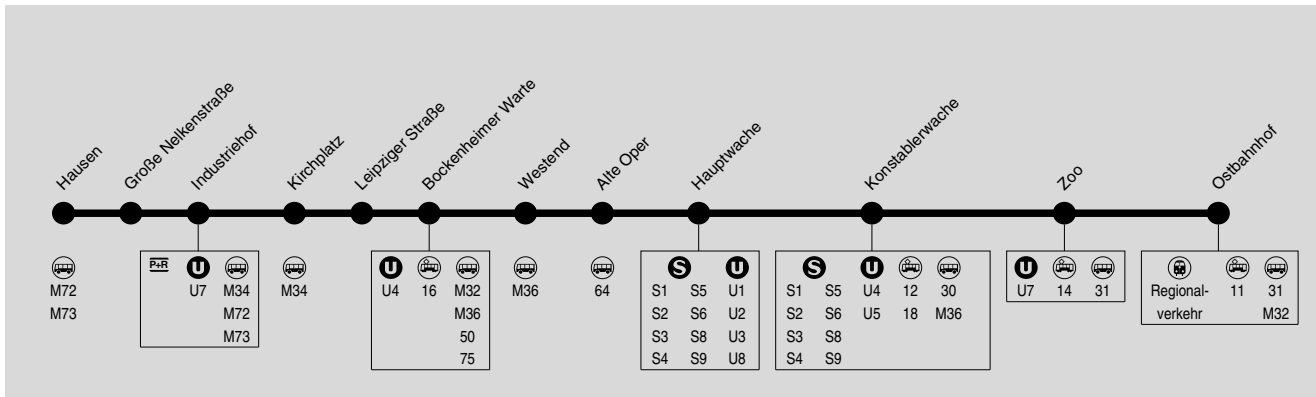 Hausen
Große Nelkenstraße
Industriehof
Kirchplatz
Leipziger Straße
Bockenheimer Warte
Westend
Alte Oper
Hauptwache
Konstablerwache
Zoo
Ostbahnhof
M72
M73
P+R U
U7 M34
M72
M73
M34
U
U4 16 M32
M36
50
75
M36
64
S U
S1 S5 U1
S2 S6 U2
S3 S8 U3
S4 S9 U8
S U
S1 S5 U4 12 30
S2 S6 U5 18 M36
S3 S8
S4 S9
U
U7 14 31
Regional- 11 31
verkehr M32